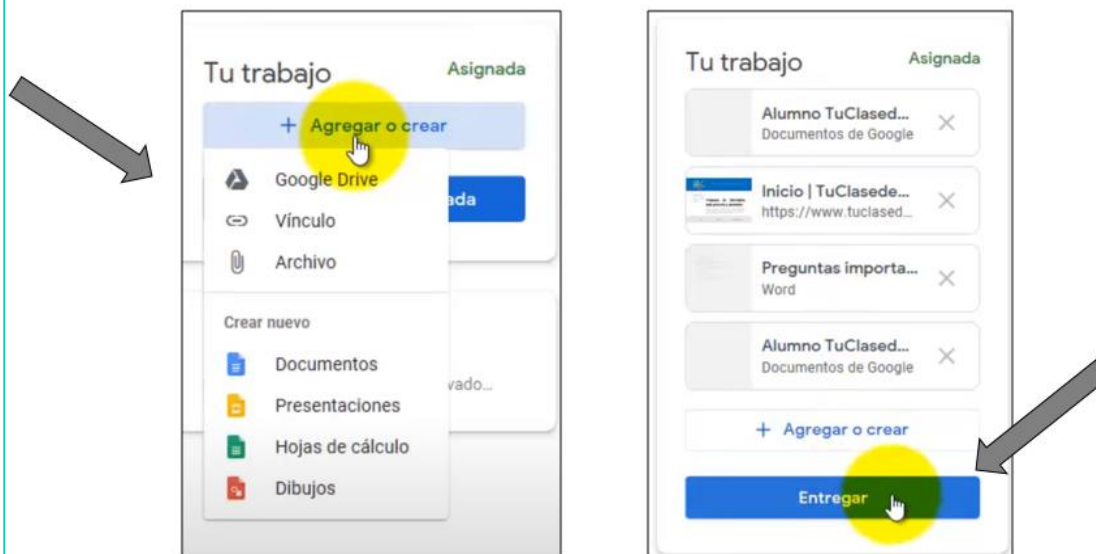 Tu trabajo
Asignada
+ Agregar o crear
Google Drive
ada
Vínculo
Archivo
Crear nuevo
Documentos
vado...
Presentaciones
Hojas de cálculo
Dibujos
Tu trabajo
Asignada
Alumno TuClased...
Documentos de Google
Inicio | TuClasede...
https://www.tuclased...
Preguntas importa...
Word
Alumno TuClased...
Documentos de Google
+ Agregar o crear
Entregar